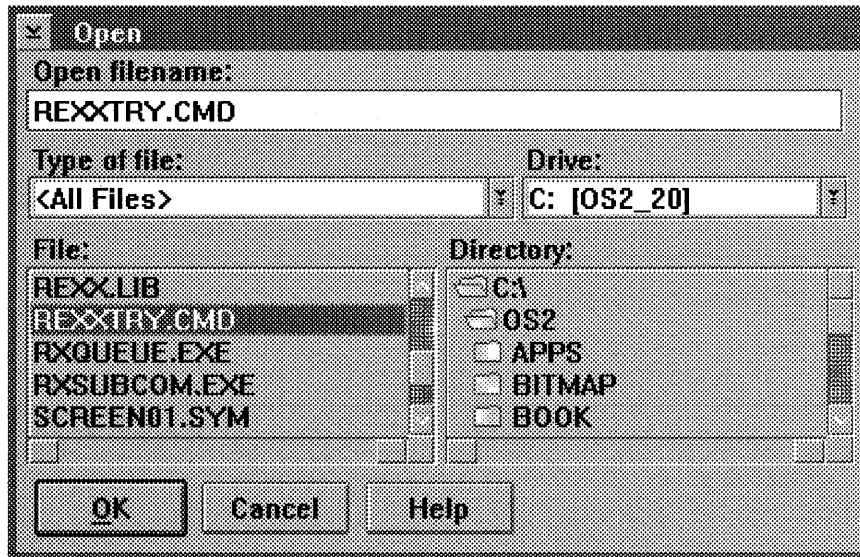 Open
Open filename:
REXXTRY.CMD
Type of file:
Drive:
<All Files>
C: [OS2_20]
File:
Directory:
REXX.LIB
REXXTRY.CMD
RXQUEUE.EXE
RXSUBCOM.EXE
SCREEN01.SYM
C:\
OS2
APPS
BITMAP
BOOK
OK
Cancel
Help